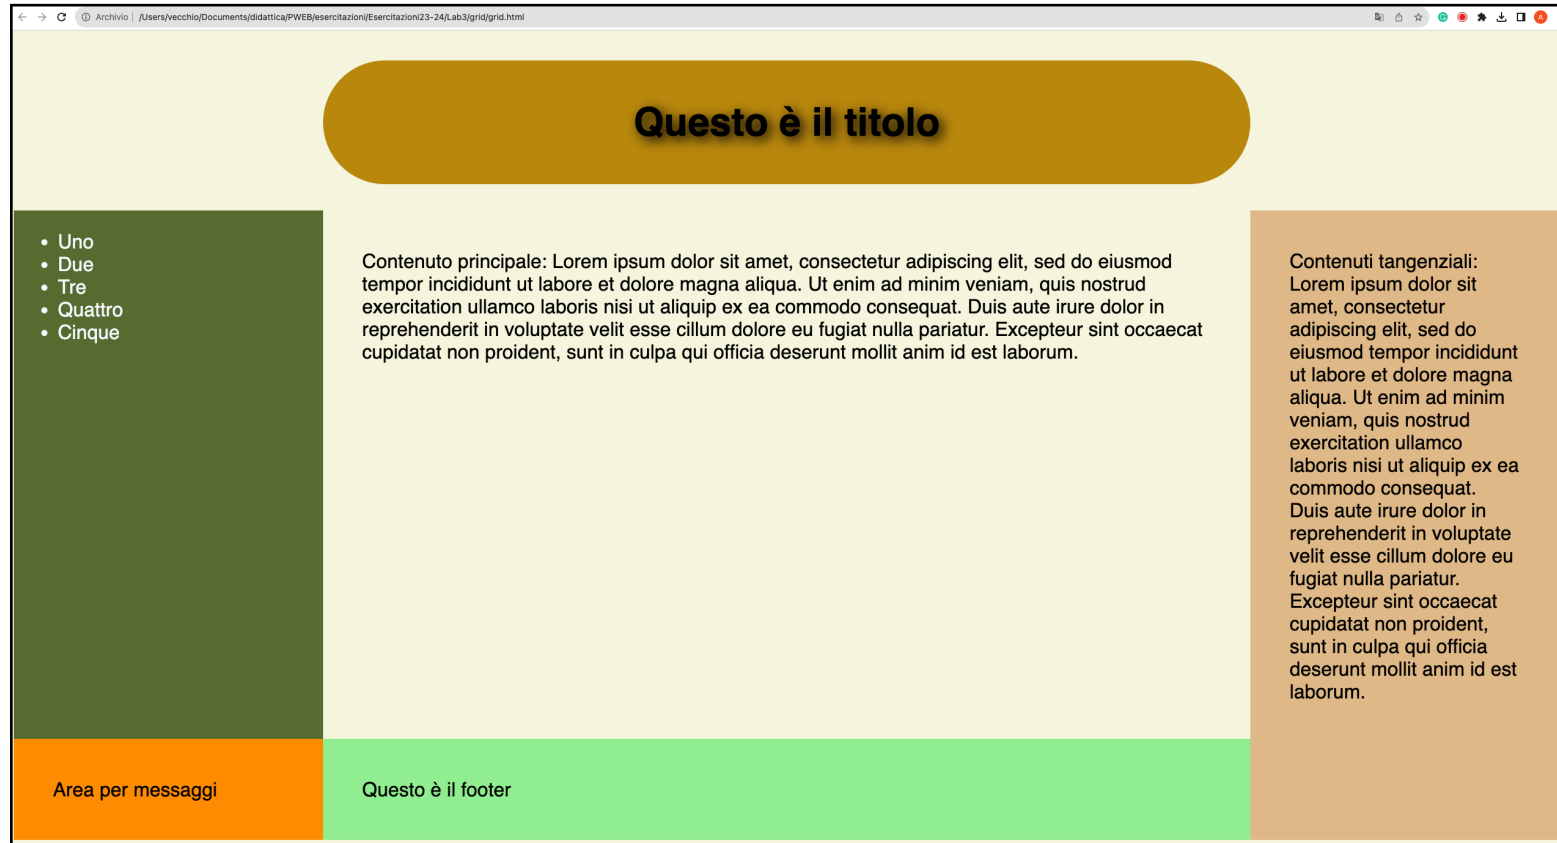 Archivio
/Users/vecchio/Documents/didattica/PWEB/esercitazioni/Esercitazioni23-24/Lab3/grid/grid.html
A
Questo è il titolo
Uno
Due
Tre
Quattro
Cinque
Contenuto principale: Lorem ipsum dolor sit amet, consectetur adipiscing elit, sed do eiusmod
tempor incididunt ut labore et dolore magna aliqua. Ut enim ad minim veniam, quis nostrud
exercitation ullamco laboris nisi ut aliquip ex ea commodo consequat. Duis aute irure dolor in
reprehenderit in voluptate velit esse cillum dolore eu fugiat nulla pariatur. Excepteur sint occaecat
cupidatat non proident, sunt in culpa qui officia deserunt mollit anim id est laborum.
Contenuti tangenziali:
Lorem ipsum dolor sit
amet, consectetur
adipiscing elit, sed do
eiusmod tempor incididunt
ut labore et dolore magna
aliqua. Ut enim ad minim
veniam, quis nostrud
exercitation ullamco
laboris nisi ut aliquip ex ea
commodo consequat.
Duis aute irure dolor in
reprehenderit in voluptate
velit esse cillum dolore eu
fugiat nulla pariatur.
Excepteur sint occaecat
cupidatat non proident,
sunt in culpa qui officia
deserunt mollit anim id est
laborum.
Area per messaggi
Questo è il footer